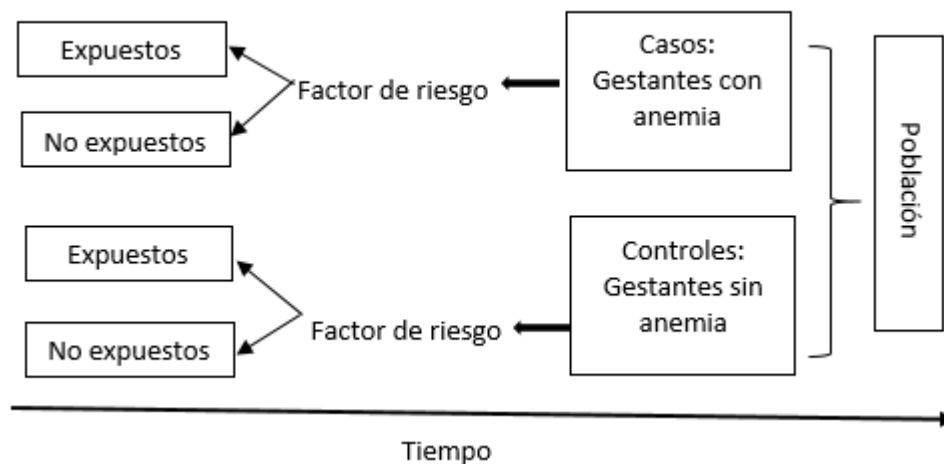 Expuestos
No expuestos
Factor de riesgo
Casos:
Gestantes con
anemia
Expuestos
No expuestos
Factor de riesgo
Controles:
Gestantes sin
anemia
Población
Tiempo